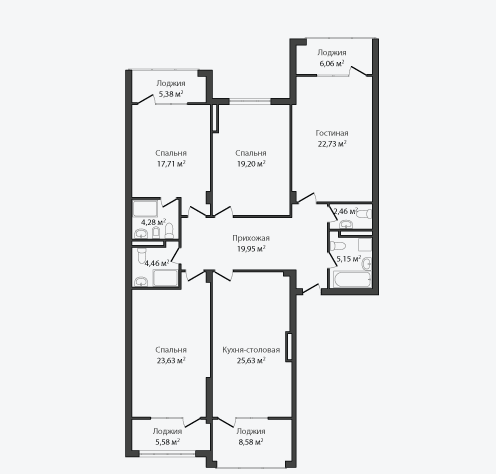 Лоджия
6,06 м²
Лоджия
5,38 м²
Гостиная
22,73 м²
Спальня
17,71 м²
Спальня
19,20 м²
2,46 м²
4,28 м²
Прихожая
19,95 м²
5,15 м²
4,46 м²
Спальня
23,63 м²
Кухня-столовая
25,63 м²
Лоджия
5,58 м²
Лоджия
8,58 м²